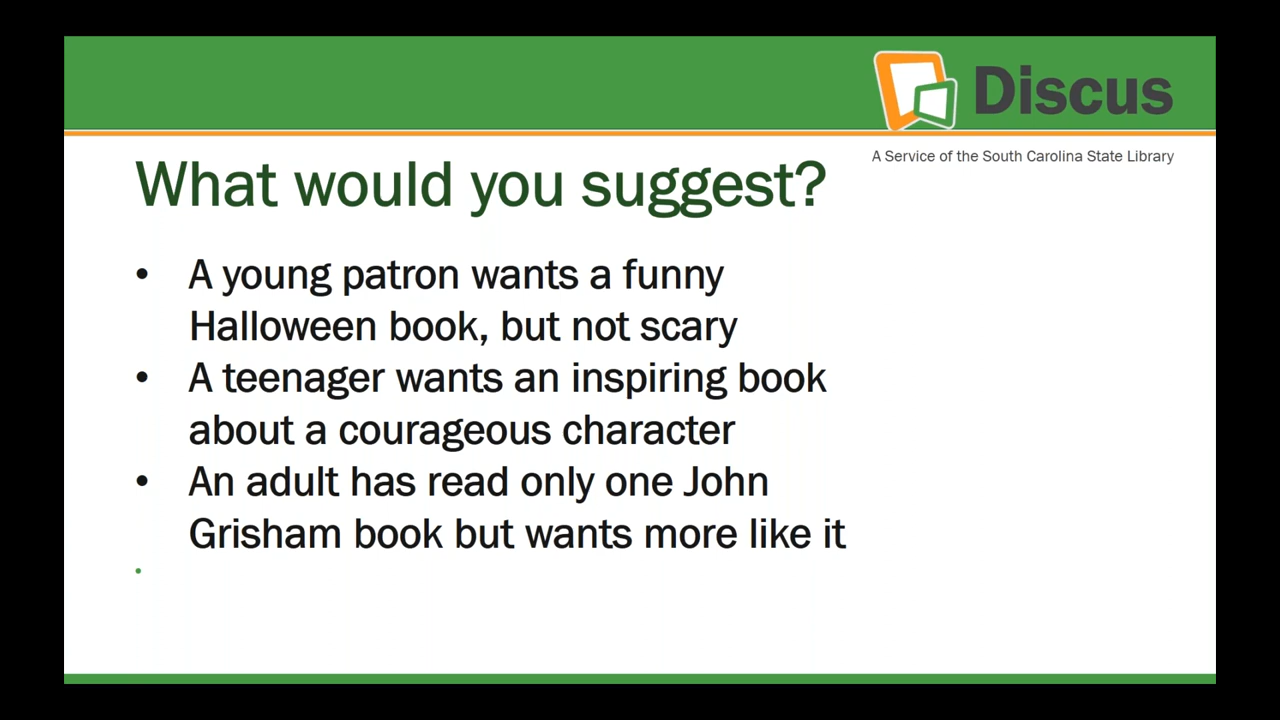 Discus
A Service of the South Carolina State Library
What would you suggest?
• A young patron wants a funny
Halloween book, but not scary
• A teenager wants an inspiring book
about a courageous character
• An adult has read only one John
Grisham book but wants more like it
•